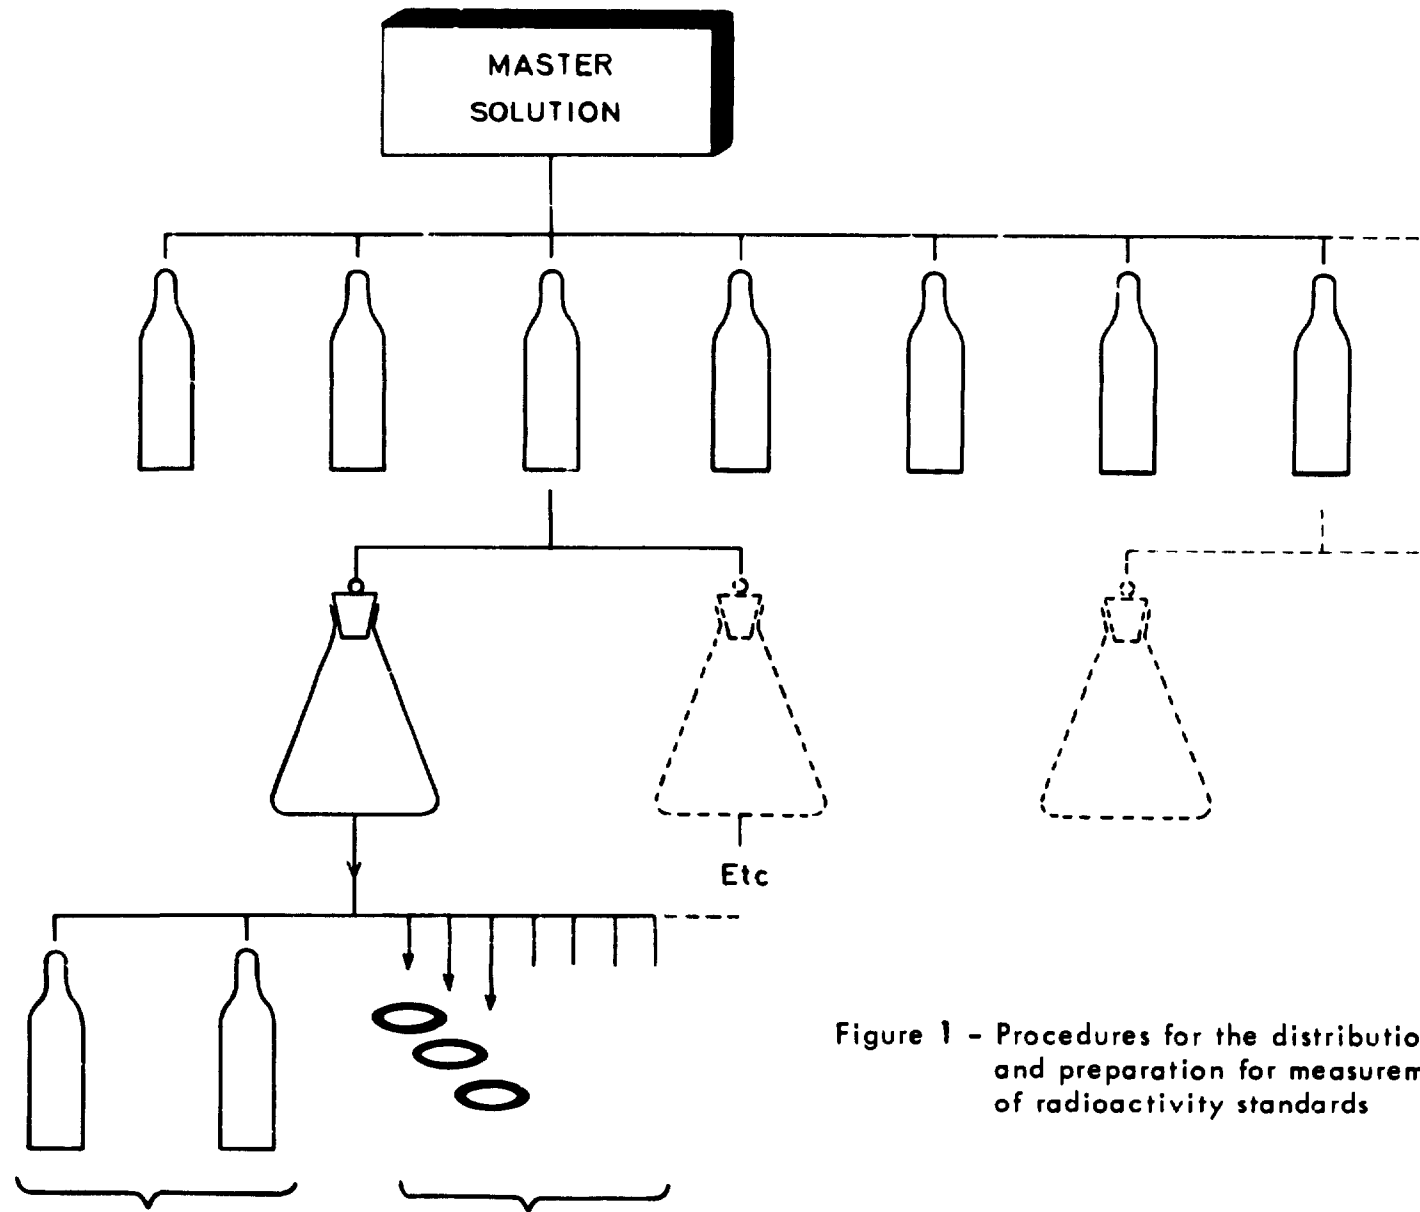 MASTER
SOLUTION
Etc
Figure 1 - Procedures for the distributio
and preparation for measurem
of radioactivity standards